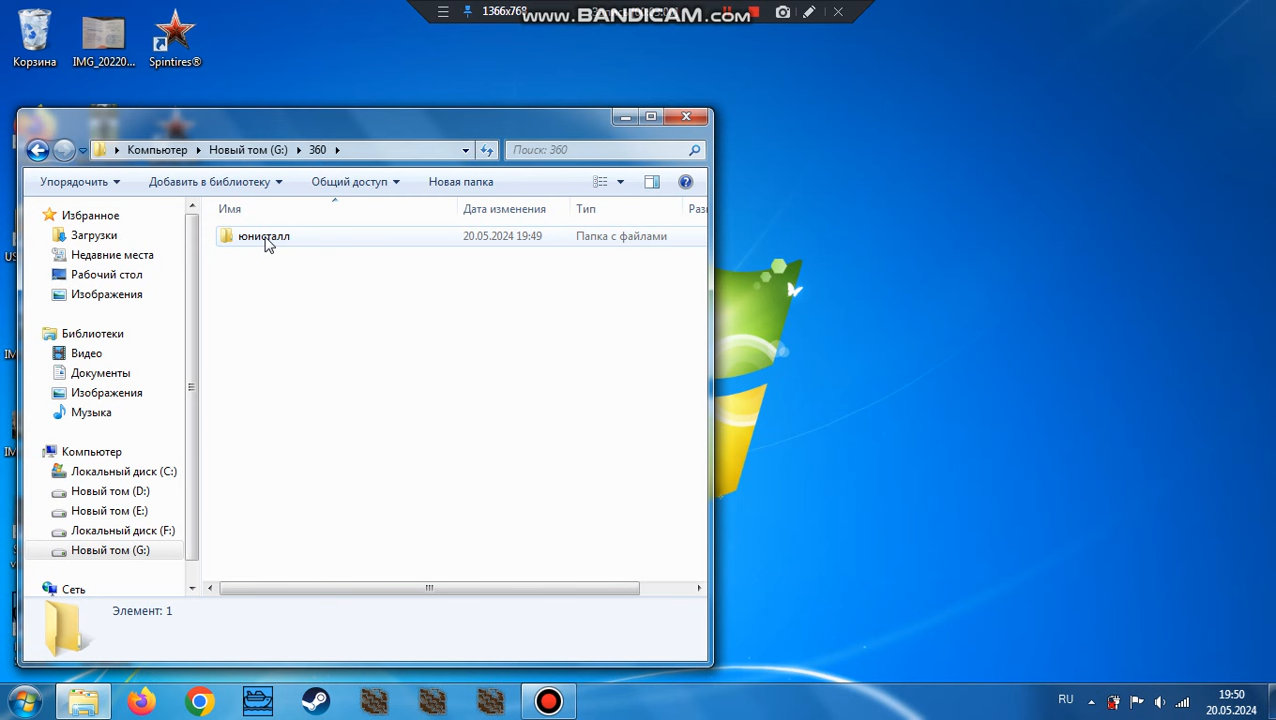 1366x768
www.BANDICAM.com
Корзина
IMG_20220...
Spintires®
Компьютер
Новый том (G:)
360
Поиск: 360
Упорядочить
Добавить в библиотеку
Общий доступ
Новая папка
Имя
Дата изменения
Тип
Раз
юнисталл
20.05.2024 19:49
Папка с файлами
Избранное
Загрузки
Недавние места
Рабочий стол
Изображения
Библиотеки
Видео
Документы
Изображения
Музыка
Компьютер
Локальный диск (C:)
Новый том (D:)
Новый том (E:)
Локальный диск (F:)
Новый том (G:)
Сеть
Элемент: 1
RU
19:50
20.05.2024